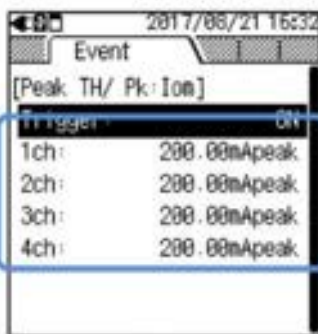 2017/08/21 16:32
Event
[Peak TH/ Pk:Iom]
Trigger: ON
1ch: 200.00mApeak
2ch: 200.00mApeak
3ch: 200.00mApeak
4ch: 200.00mApeak